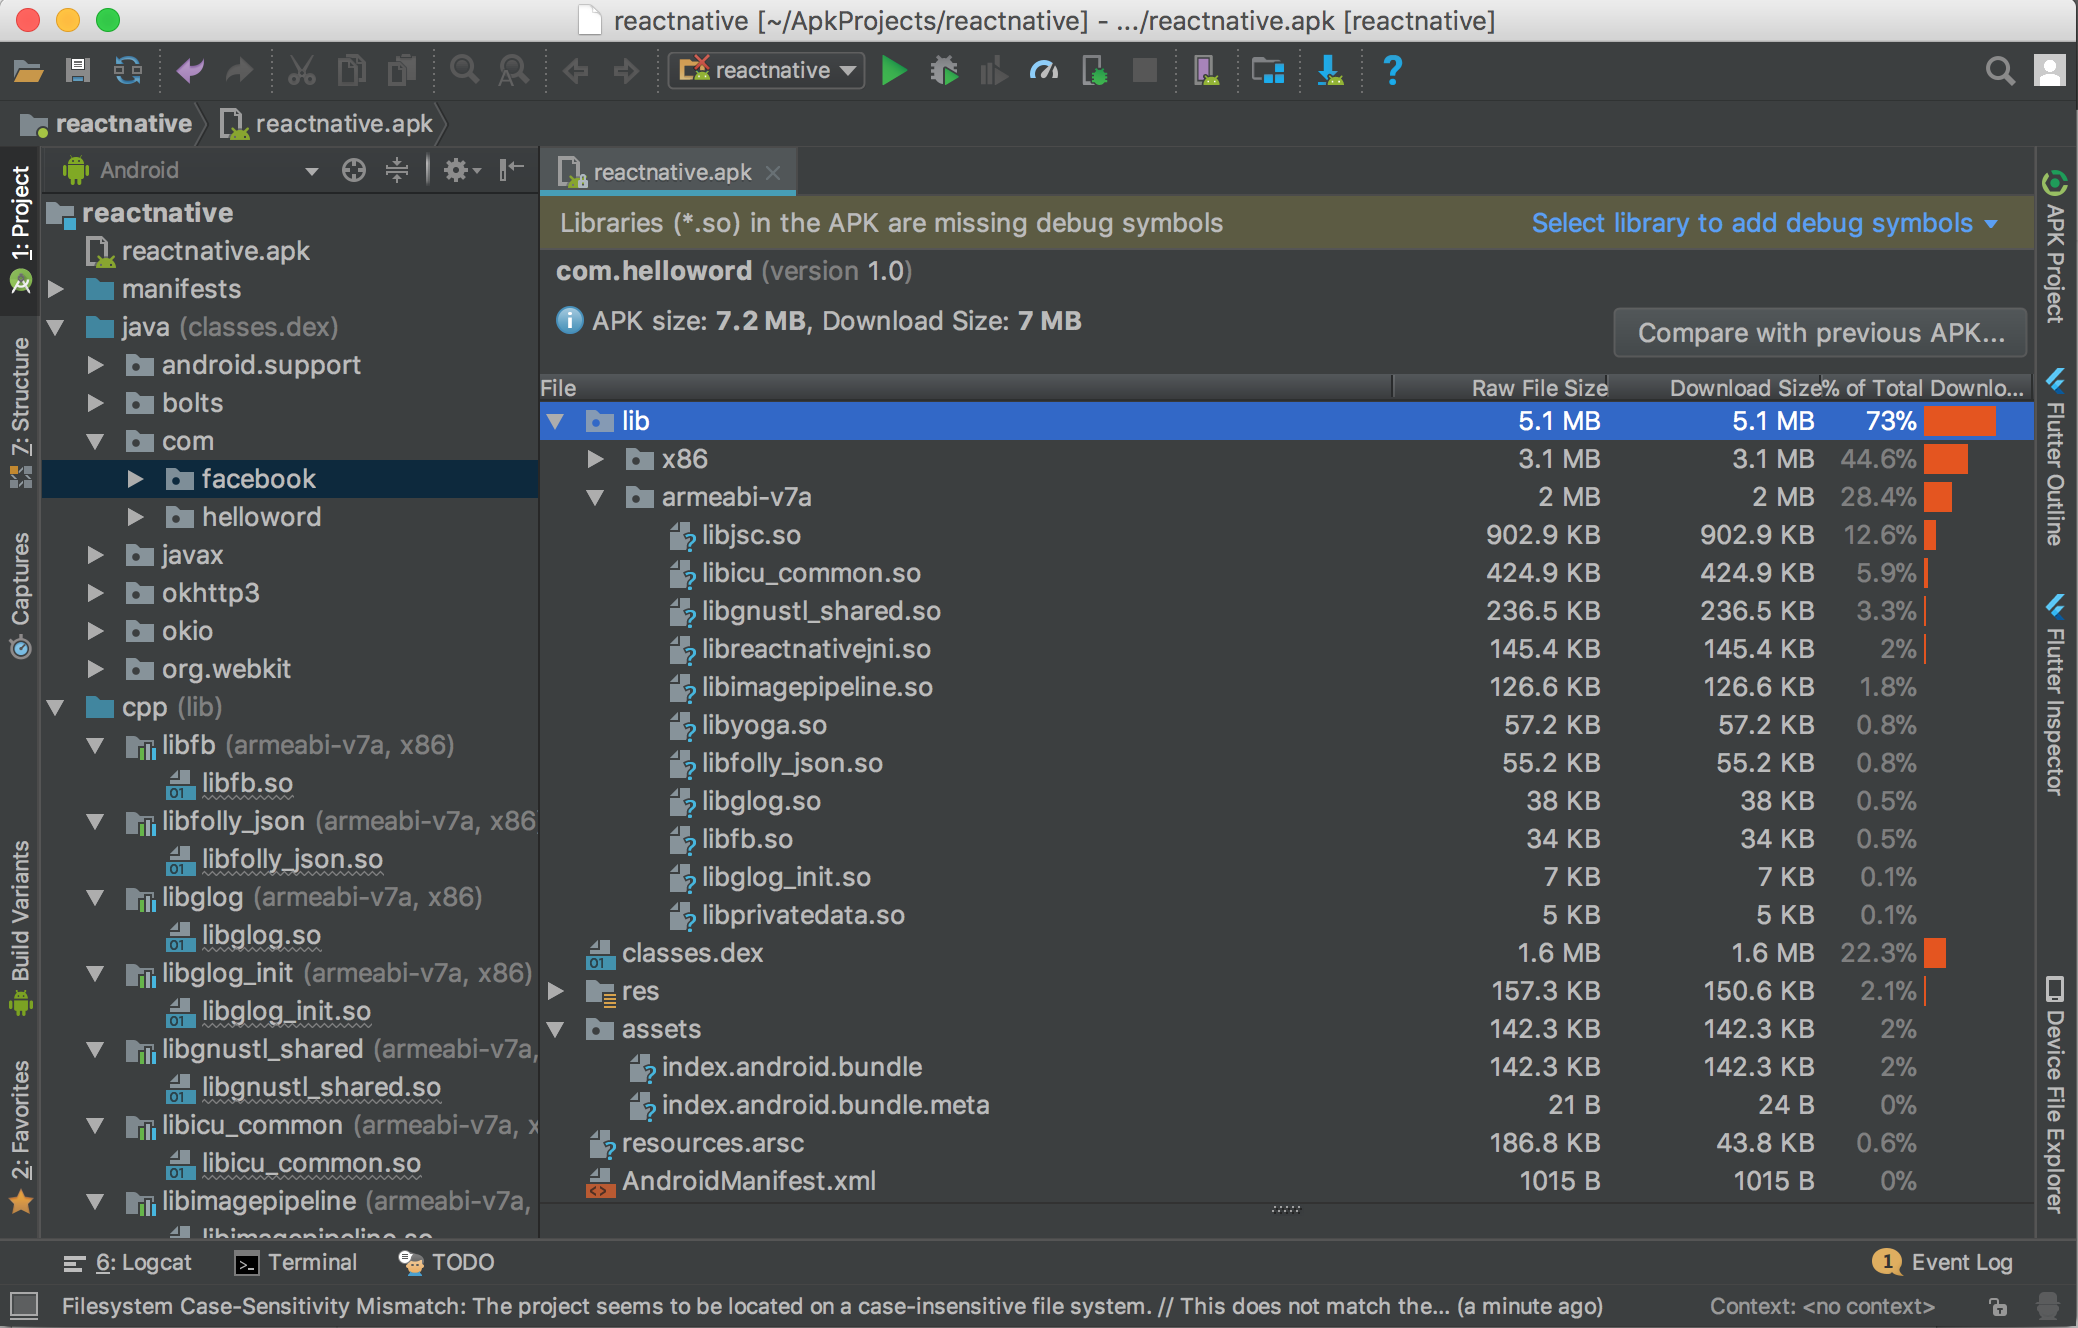 reactnative [~/ApkProjects/reactnative] - .../reactnative.apk [reactnative]
reactnative
reactnative reactnative.apk
Android
reactnative.apk
1: Project
Z: Structure
Captures
Build Variants
2: Favorites
reactnative
reactnative.apk
manifests
java (classes.dex)
android.support
bolts
com
facebook
helloword
javax
okhttp3
okio
org.webkit
cpp (lib)
libfb (armeabi-v7a, x86)
libfb.so
libfolly_json (armeabi-v7a, x86
libfolly_json.so
libglog (armeabi-v7a, x86)
libglog.so
libglog_init (armeabi-v7a, x86)
libglog_init.so
libgnustl_shared (armeabi-v7a,
libgnustl_shared.so
libicu_common (armeabi-v7a, x
libicu_common.so
libimagepipeline (armeabi-v7a,
libimagepipeline.so
Libraries (*.so) in the APK are missing debug symbols Select library to add debug symbols
com.helloword (version 1.0)
APK size: 7.2 MB, Download Size: 7 MB
Compare with previous APK...
File Raw File Size Download Size % of Total Downlo...
lib 5.1 MB 5.1 MB 73%
x86 3.1 MB 3.1 MB 44.6%
armeabi-v7a 2 MB 2 MB 28.4%
libjsc.so 902.9 KB 902.9 KB 12.6%
libicu_common.so 424.9 KB 424.9 KB 5.9%
libgnustl_shared.so 236.5 KB 236.5 KB 3.3%
libreactnativejni.so 145.4 KB 145.4 KB 2%
libimagepipeline.so 126.6 KB 126.6 KB 1.8%
libyoga.so 57.2 KB 57.2 KB 0.8%
libfolly_json.so 55.2 KB 55.2 KB 0.8%
libglog.so 38 KB 38 KB 0.5%
libfb.so 34 KB 34 KB 0.5%
libglog_init.so 7 KB 7 KB 0.1%
libprivatedata.so 5 KB 5 KB 0.1%
classes.dex 1.6 MB 1.6 MB 22.3%
res 157.3 KB 150.6 KB 2.1%
assets 142.3 KB 142.3 KB 2%
index.android.bundle 142.3 KB 142.3 KB 2%
index.android.bundle.meta 21 B 24 B 0%
resources.arsc 186.8 KB 43.8 KB 0.6%
AndroidManifest.xml 1015 B 1015 B 0%
APK Project
Flutter Outline
Flutter Inspector
Device File Explorer
6: Logcat Terminal TODO 1 Event Log
Filesystem Case-Sensitivity Mismatch: The project seems to be located on a case-insensitive file system. // This does not match the... (a minute ago) Context: <no context>